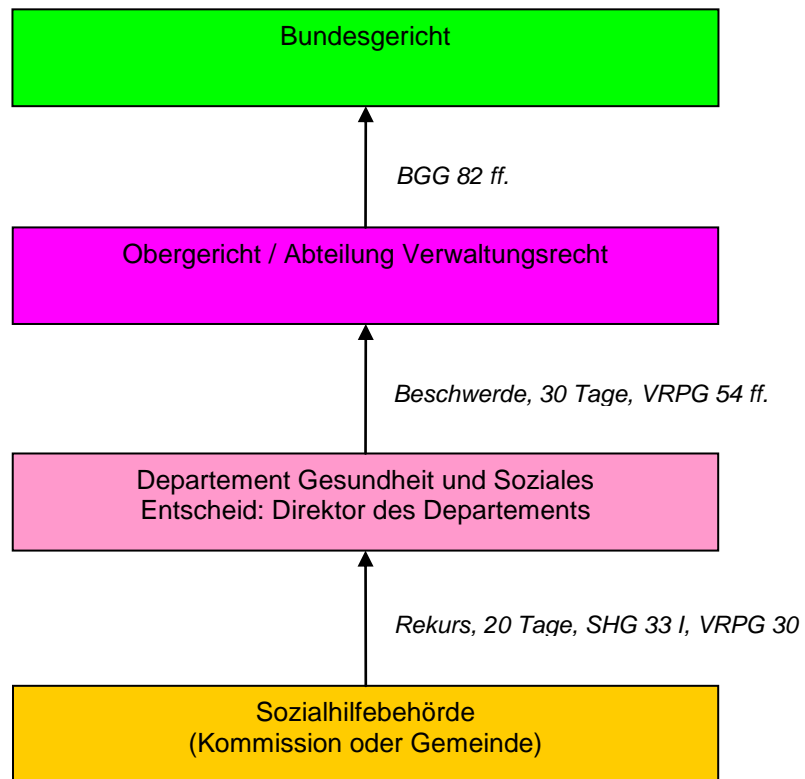 Bundesgericht
BGG 82 ff.
Obergericht / Abteilung Verwaltungsrecht
Beschwerde, 30 Tage, VRPG 54 ff.
Departement Gesundheit und Soziales
Entscheid: Direktor des Departements
Rekurs, 20 Tage, SHG 33 I, VRPG 30
Sozialhilfebehörde
(Kommission oder Gemeinde)